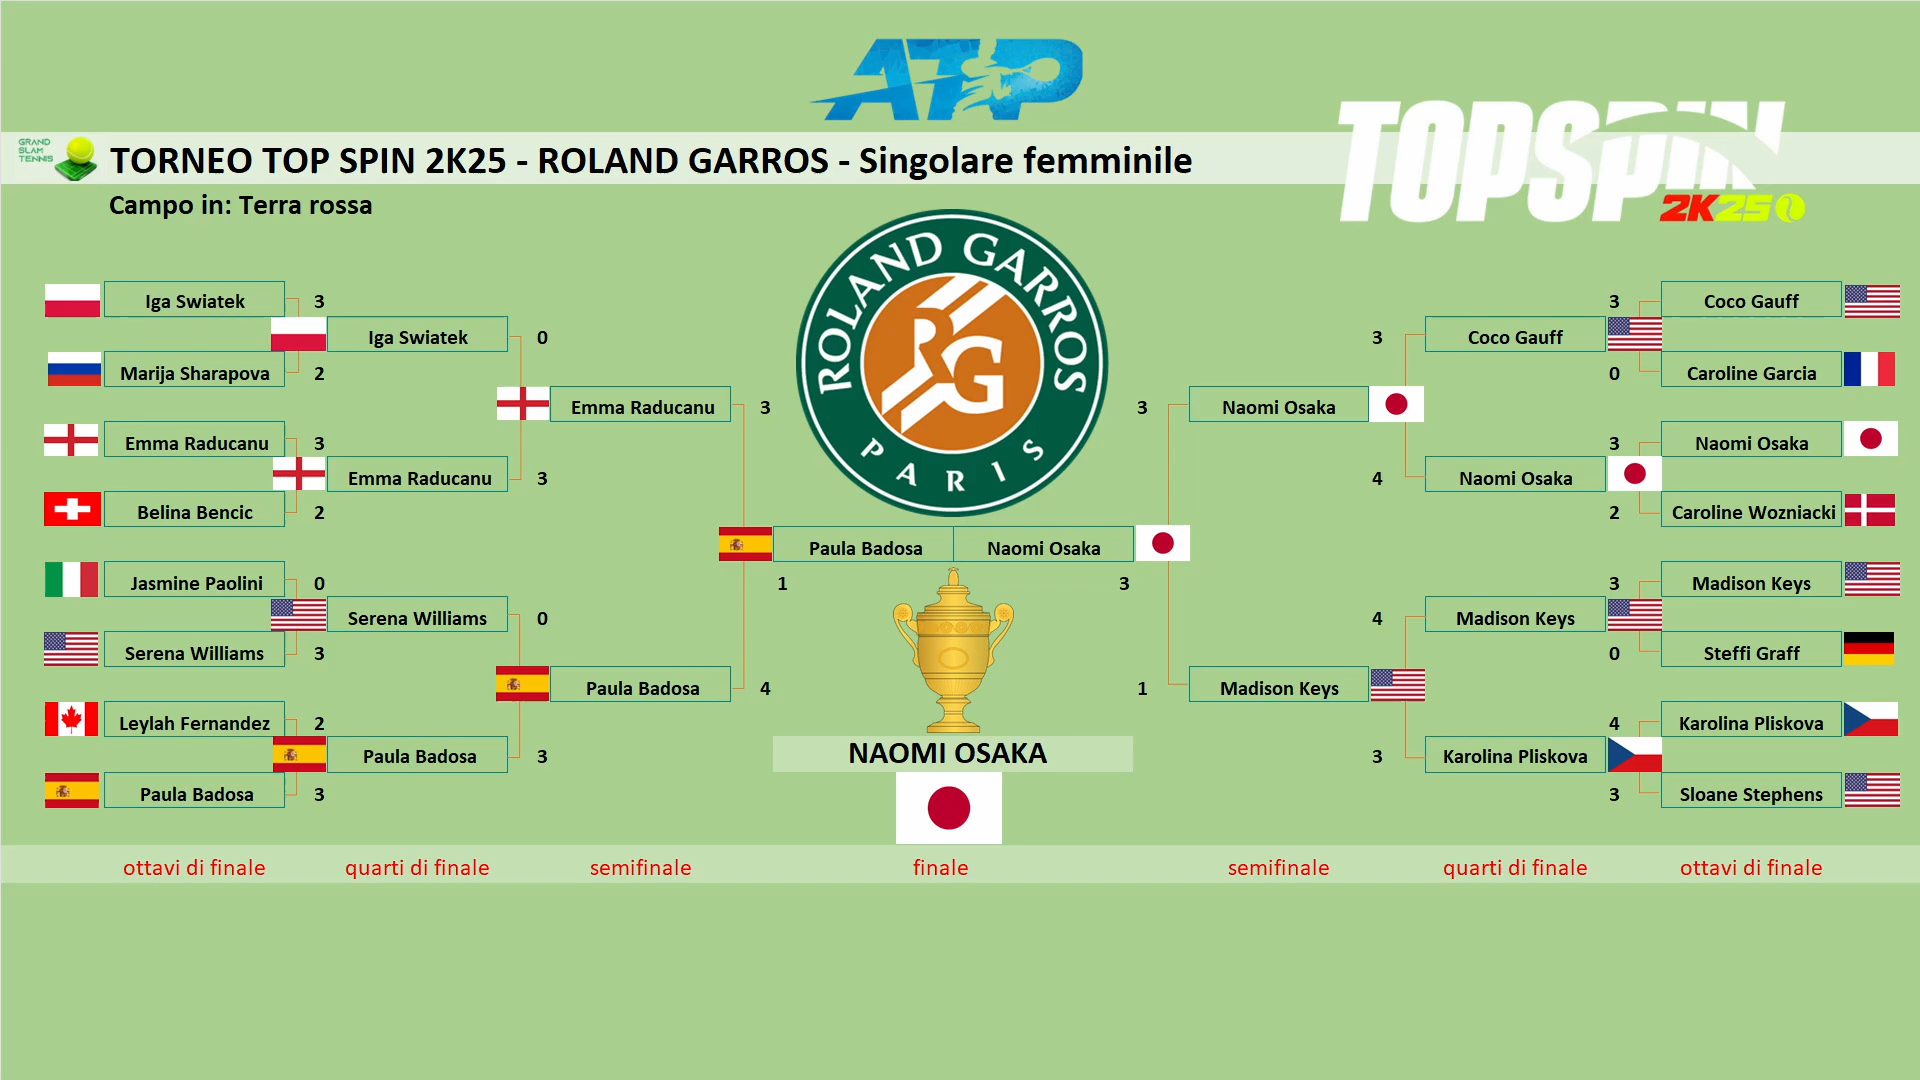 ATP
TOPSPIN
2K25
GRAND
SLAM
TENNIS
TORNEO TOP SPIN 2K25 - ROLAND GARROS - Singolare femminile
Campo in: Terra rossa
ROLAND GARROS
RG
PARIS
Iga Swiatek 3
Marija Sharapova 2
Emma Raducanu 3
Belina Bencic 2
Jasmine Paolini 0
Serena Williams 3
Leylah Fernandez 2
Paula Badosa 3
Iga Swiatek 0
Emma Raducanu 3
Serena Williams 0
Paula Badosa 3
Emma Raducanu 3
Paula Badosa 4
Paula Badosa Naomi Osaka
1 3
NAOMI OSAKA
3 Naomi Osaka
1 Madison Keys
3 Coco Gauff
4 Naomi Osaka
4 Madison Keys
3 Karolina Pliskova
3 Coco Gauff
0 Caroline Garcia
3 Naomi Osaka
2 Caroline Wozniacki
3 Madison Keys
0 Steffi Graff
4 Karolina Pliskova
3 Sloane Stephens
ottavi di finale quarti di finale semifinale finale semifinale quarti di finale ottavi di finale